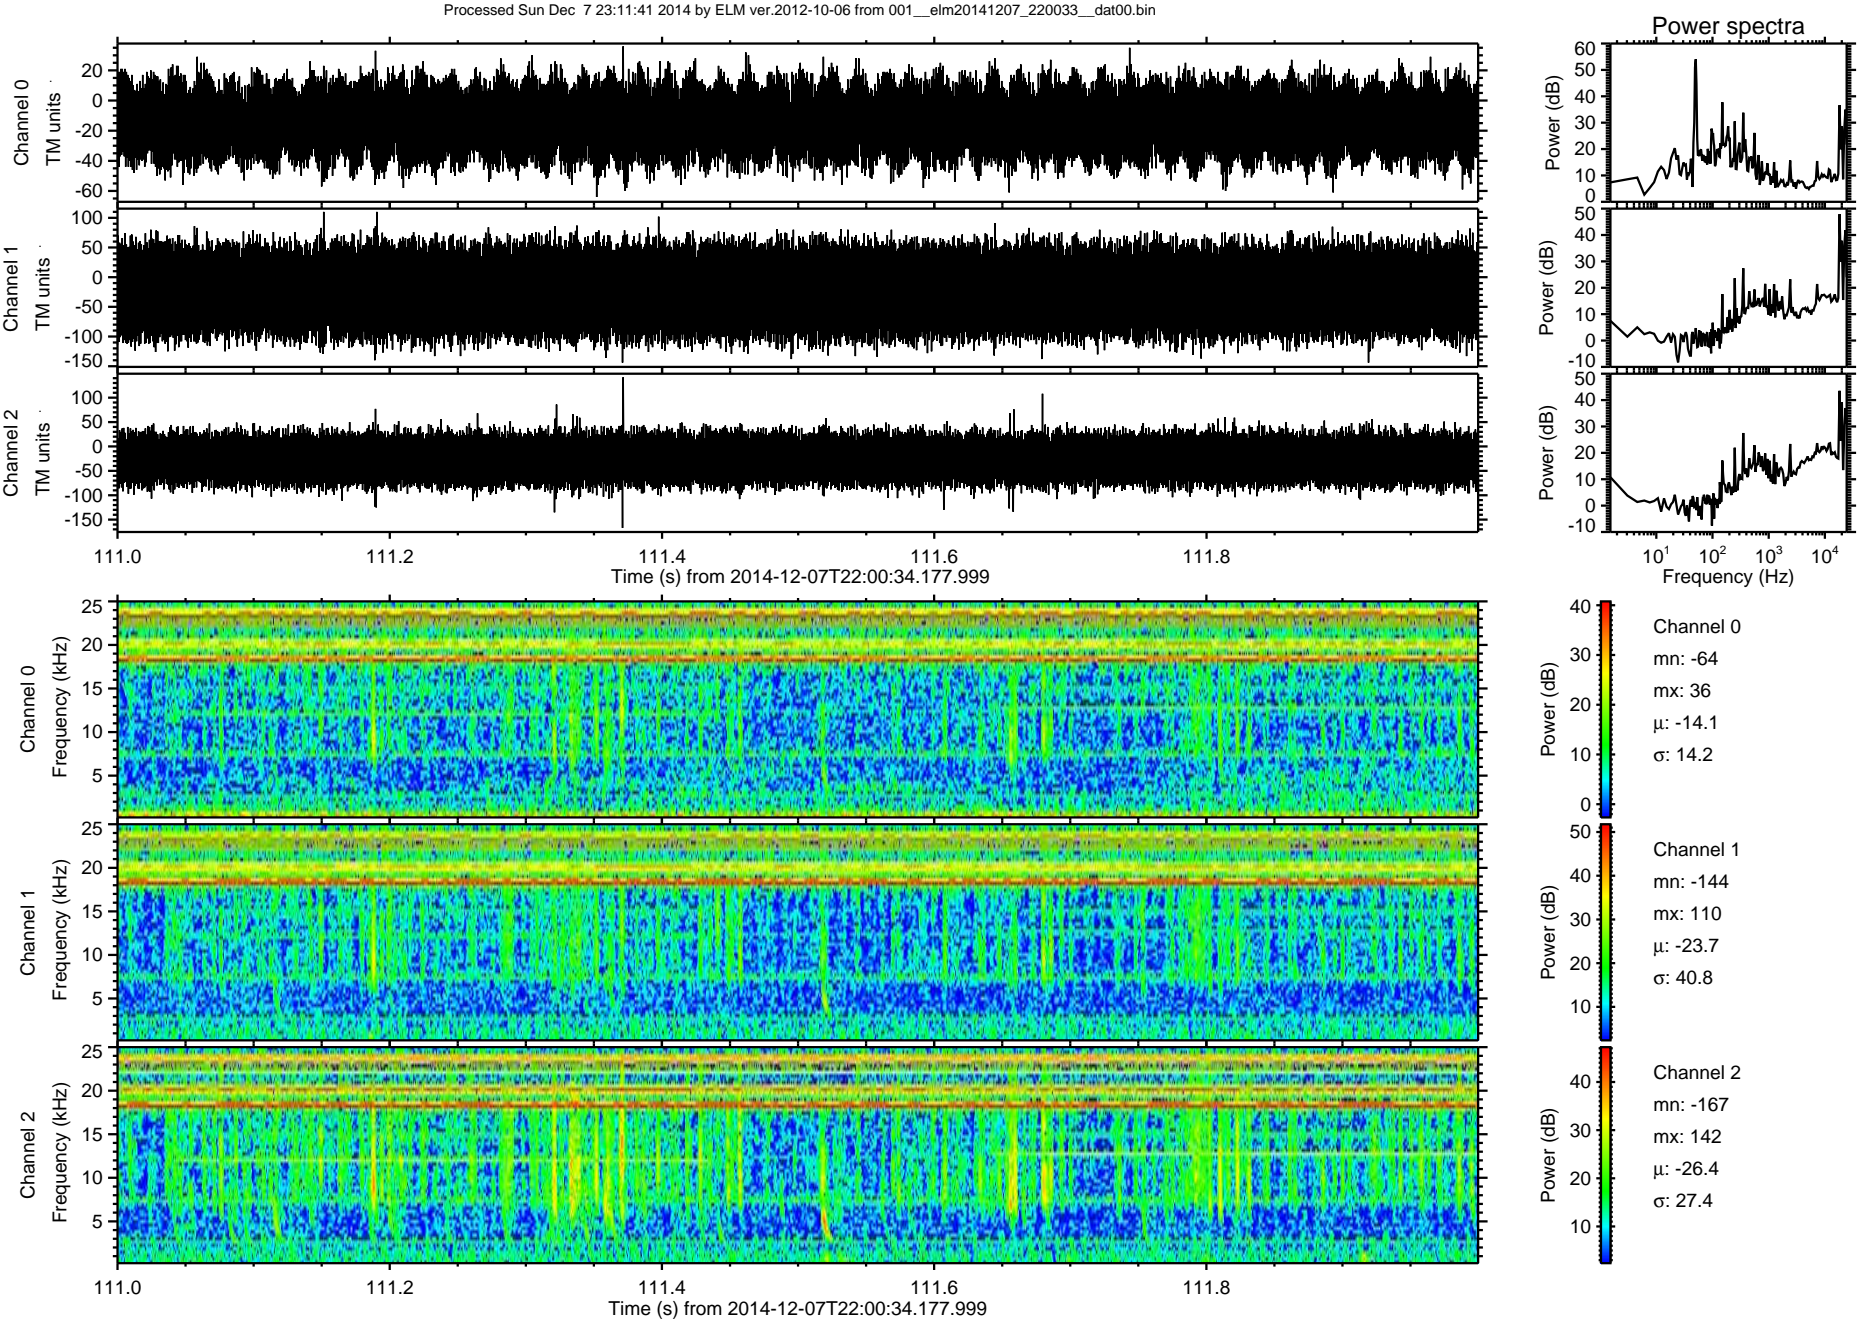 Processed Sun Dec  7 23:11:41 2014 by ELM ver.2012-10-06 from 001__elm20141207_220033__dat00.bin
Power spectra
Channel 0
TM units
20
0
-20
-40
-60
Power (dB)
60
50
40
30
20
10
0
Channel 1
TM units
100
50
0
-50
-100
-150
Power (dB)
50
40
30
20
10
0
-10
Channel 2
TM units
100
50
0
-50
-100
-150
Power (dB)
50
40
30
20
10
0
-10
111.0 111.2 111.4 111.6 111.8
Time (s) from 2014-12-07T22:00:34.177.999
10¹ 10² 10³ 10⁴
Frequency (Hz)
Channel 0
Frequency (kHz)
25
20
15
10
5
Power (dB)
40
30
20
10
0
Channel 0
mn: -64
mx: 36
μ: -14.1
σ: 14.2
Channel 1
Frequency (kHz)
25
20
15
10
5
Power (dB)
50
40
30
20
10
Channel 1
mn: -144
mx: 110
μ: -23.7
σ: 40.8
Channel 2
Frequency (kHz)
25
20
15
10
5
Power (dB)
40
30
20
10
Channel 2
mn: -167
mx: 142
μ: -26.4
σ: 27.4
111.0 111.2 111.4 111.6 111.8
Time (s) from 2014-12-07T22:00:34.177.999